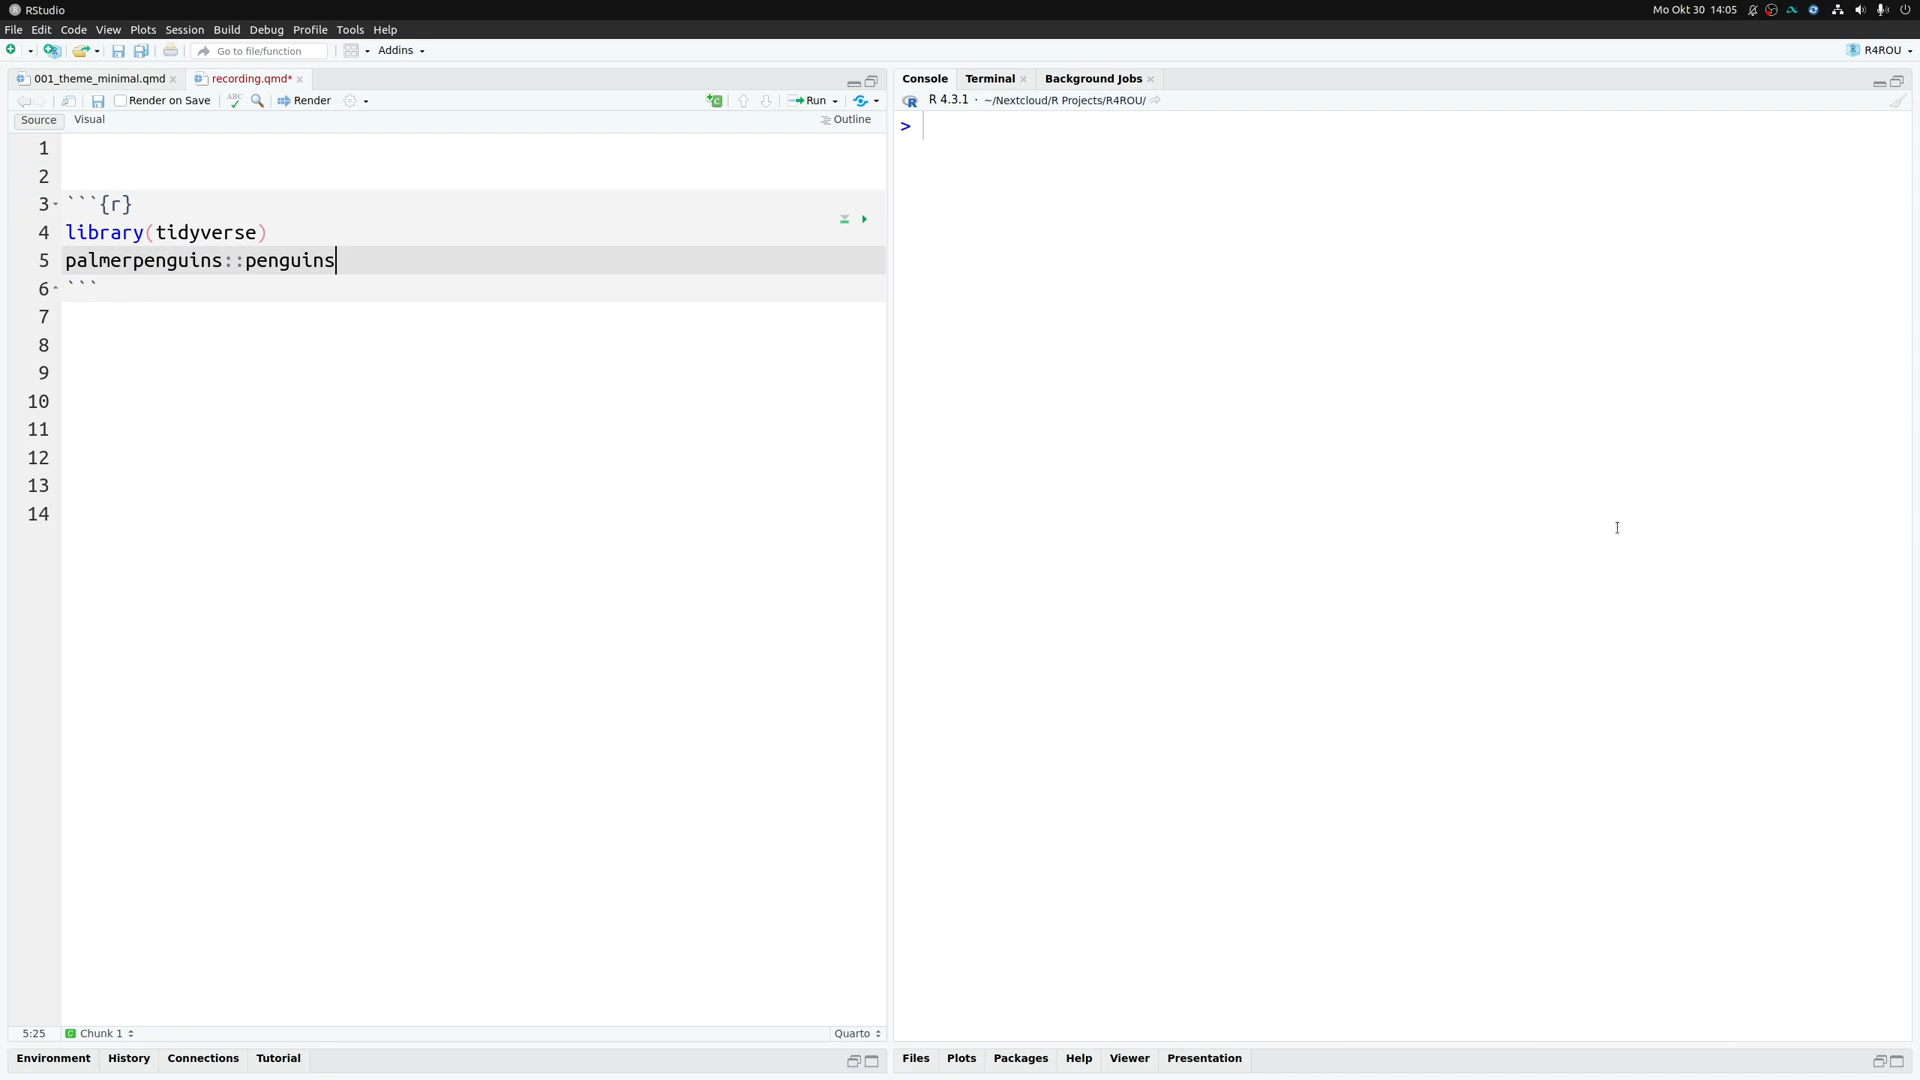 RStudio
Mo Okt 30 14:05
File Edit Code View Plots Session Build Debug Profile Tools Help
Go to file/function
Addins
R4ROU
001_theme_minimal.qmd
recording.qmd*
Render on Save
ABC
Render
Run
Source
Visual
Outline
1
2
3 ```{r}
4 library(tidyverse)
5 palmerpenguins::penguins
6 ```
7
8
9
10
11
12
13
14
5:25
Chunk 1
Quarto
Environment History Connections Tutorial
Console Terminal Background Jobs
R 4.3.1 · ~/Nextcloud/R Projects/R4ROU/
>
Files Plots Packages Help Viewer Presentation